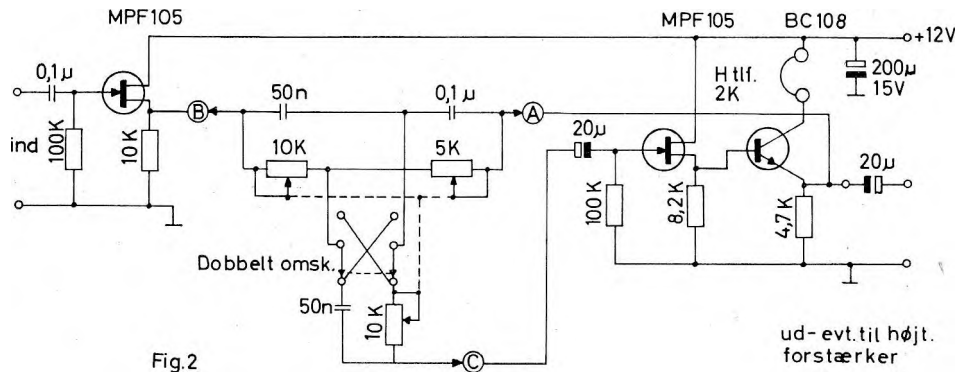 MPF105
MPF105
BC108
+12V
0,1µ
50n
0,1µ
H tlf.
2K
200µ
15V
B
A
20µ
20µ
ind
100K
10K
10K
5K
100K
8,2K
4,7K
Dobbelt omsk.
50n
10K
C
Fig.2
ud-evt.til højt.
forstærker